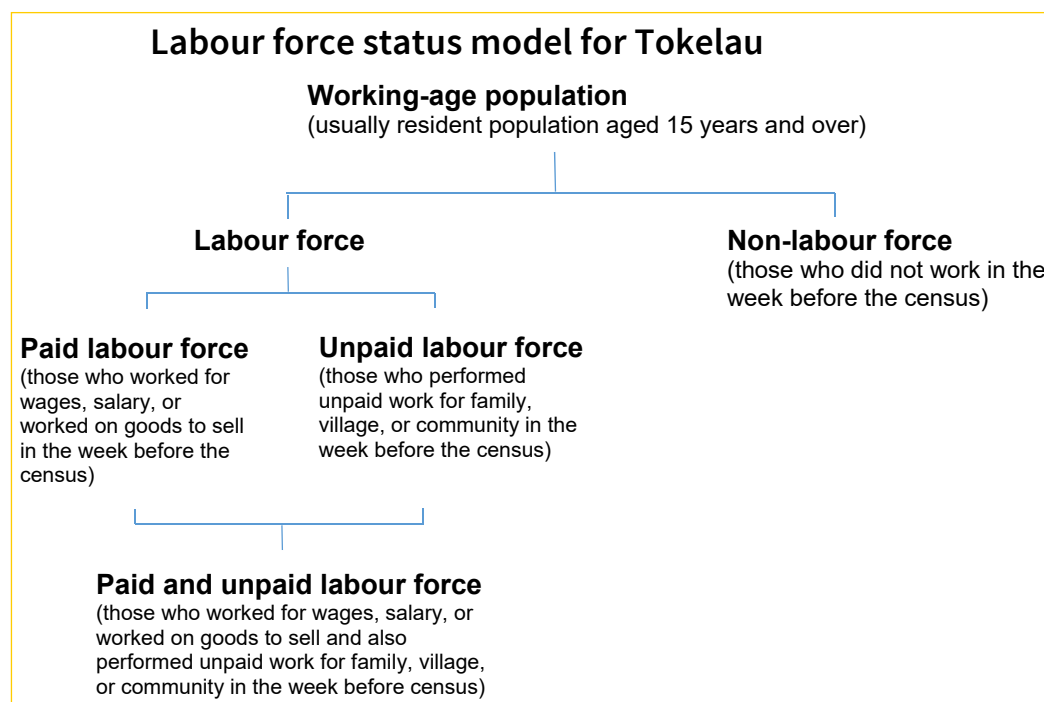 Labour force status model for Tokelau
Working-age population
(usually resident population aged 15 years and over)
Labour force
Non-labour force
(those who did not work in the
week before the census)
Paid labour force
(those who worked for
wages, salary, or
worked on goods to sell
in the week before the
census)
Unpaid labour force
(those who performed
unpaid work for family,
village, or community in the
week before the census)
Paid and unpaid labour force
(those who worked for wages, salary, or
worked on goods to sell and also
performed unpaid work for family, village,
or community in the week before census)